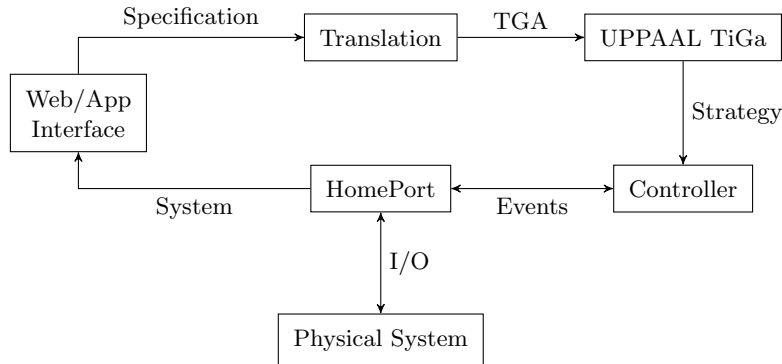 Specification
TGA
Translation
UPPAAL TiGa
Web/App
Interface
Strategy
HomePort
Controller
System
Events
I/O
Physical System